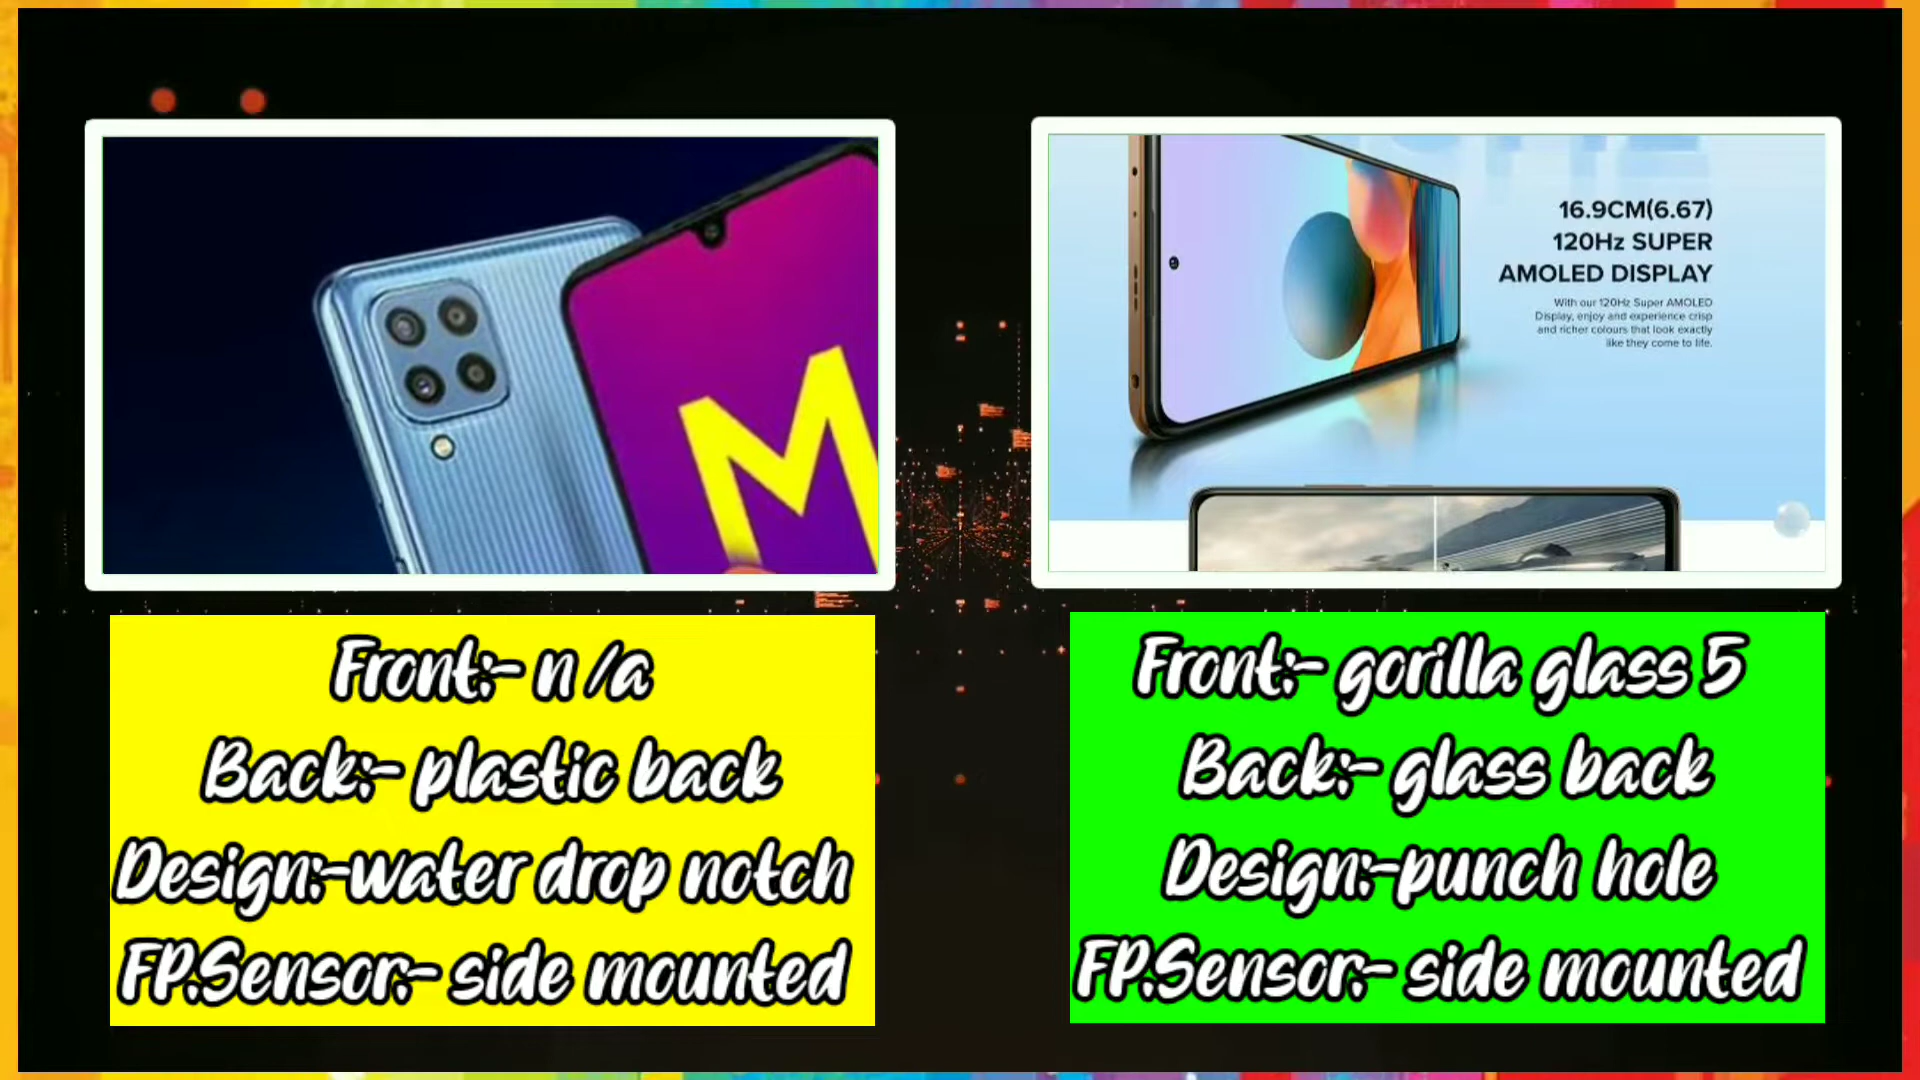 M
16.9CM(6.67)
120Hz SUPER
AMOLED DISPLAY
With our 120Hz Super AMOLED
Display, enjoy and experience crisp
and richer colours that look exactly
like they come to life.
Front:- n/a
Back:- plastic back
Design:-water drop notch
FP.Sensor:- side mounted
Front:- gorilla glass 5
Back:- glass back
Design:-punch hole
FP.Sensor:- side mounted